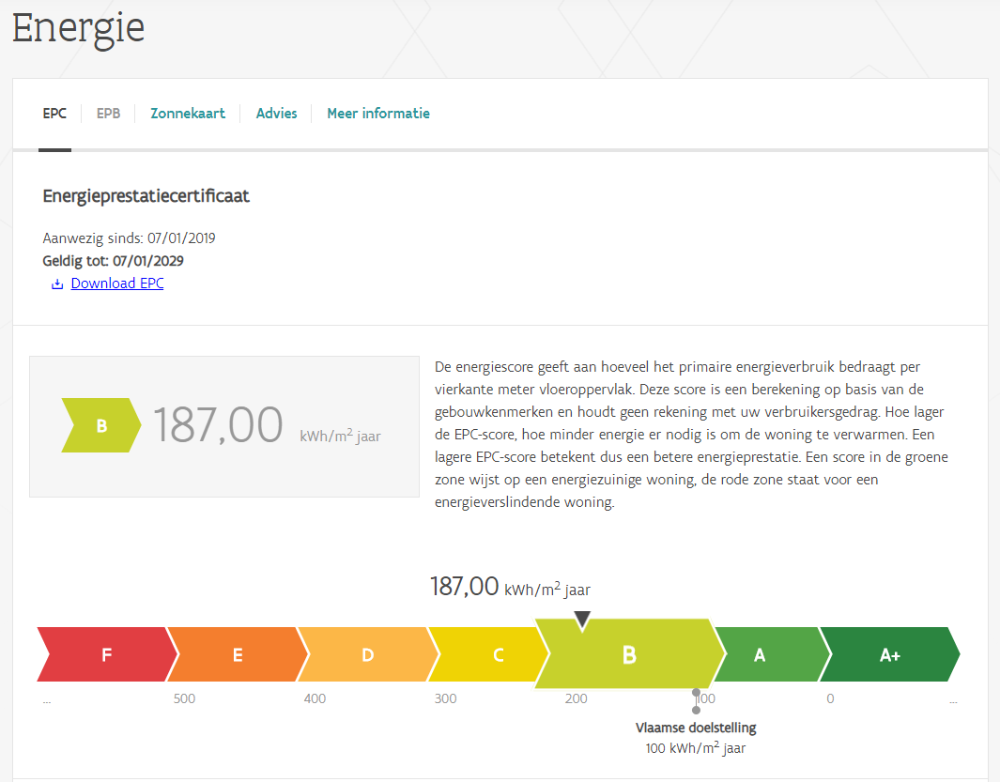 Energie
EPC EPB Zonnekaart Advies Meer informatie
Energieprestatiecertificaat
Aanwezig sinds: 07/01/2019
Geldig tot: 07/01/2029
Download EPC
B 187,00 kWh/m² jaar
De energiescore geeft aan hoeveel het primaire energieverbruik bedraagt per
vierkante meter vloeroppervlak. Deze score is een berekening op basis van de
gebouwkenmerken en houdt geen rekening met uw verbruikersgedrag. Hoe lager
de EPC-score, hoe minder energie er nodig is om de woning te verwarmen. Een
lagere EPC-score betekent dus een betere energieprestatie. Een score in de groene
zone wijst op een energiezuinige woning, de rode zone staat voor een
energieverslindende woning.
187,00 kWh/m² jaar
F E D C B A A+
... 500 400 300 200 100 0 ...
Vlaamse doelstelling
100 kWh/m² jaar